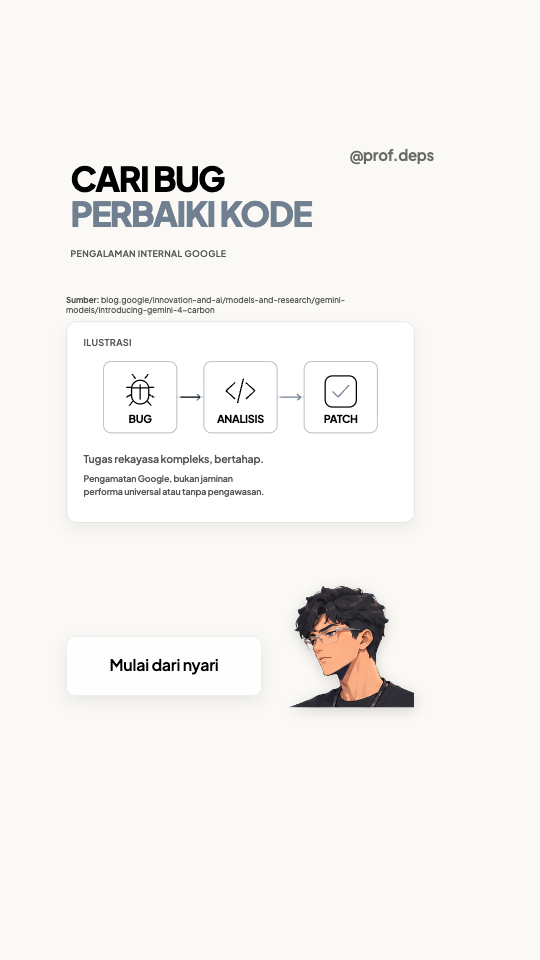 @prof.deps
CARI BUG
PERBAIKI KODE
PENGALAMAN INTERNAL GOOGLE
Sumber: blog.google/innovation-and-ai/models-and-research/gemini-
models/introducing-gemini-4-carbon
ILUSTRASI
BUG
ANALISIS
PATCH
Tugas rekayasa kompleks, bertahap.
Pengamatan Google, bukan jaminan
performa universal atau tanpa pengawasan.
Mulai dari nyari